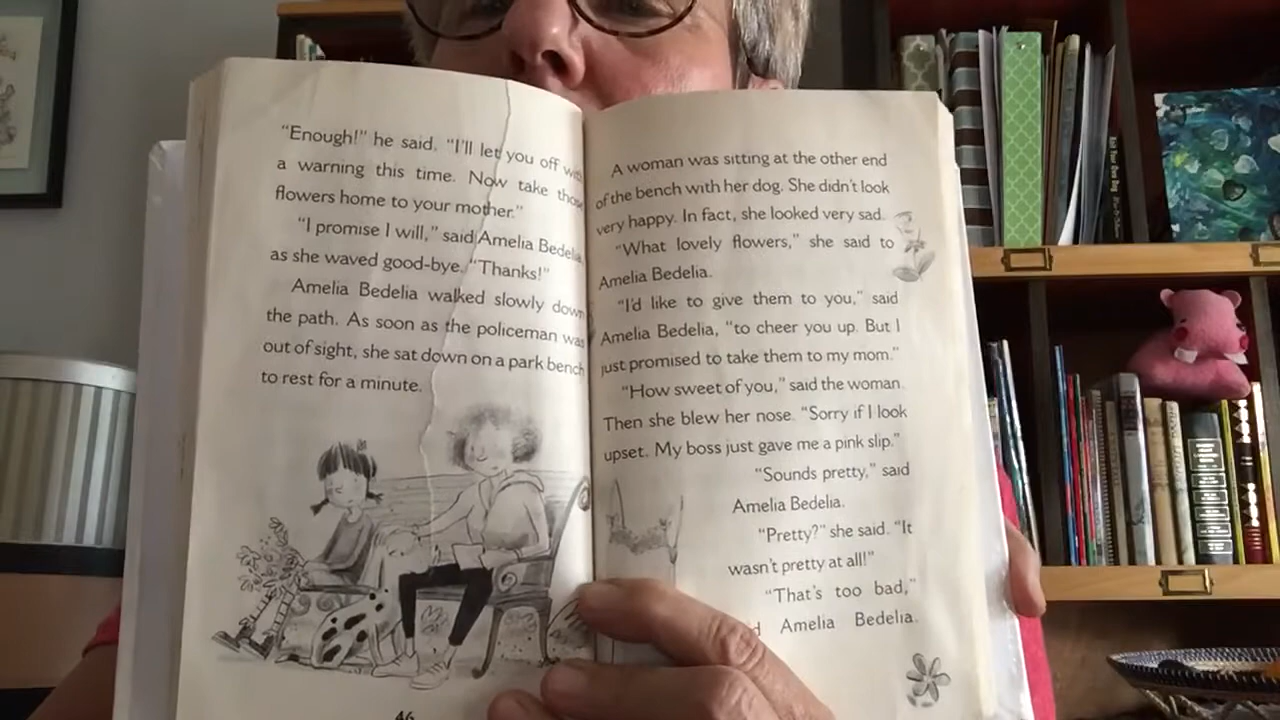 "Enough!" he said. "I'll let you off with
a warning this time. Now take those
flowers home to your mother."
"I promise I will," said Amelia Bedelia
as she waved good-bye. "Thanks!"
Amelia Bedelia walked slowly down
the path. As soon as the policeman was
out of sight, she sat down on a park bench
to rest for a minute.
46
A woman was sitting at the other end
of the bench with her dog. She didn't look
very happy. In fact, she looked very sad.
"What lovely flowers," she said to
Amelia Bedelia.
"I'd like to give them to you," said
Amelia Bedelia, "to cheer you up. But I
just promised to take them to my mom."
"How sweet of you," said the woman.
Then she blew her nose. "Sorry if I look
upset. My boss just gave me a pink slip."
"Sounds pretty," said
Amelia Bedelia.
"Pretty?" she said. "It
wasn't pretty at all!"
"That's too bad,"
d Amelia Bedelia.